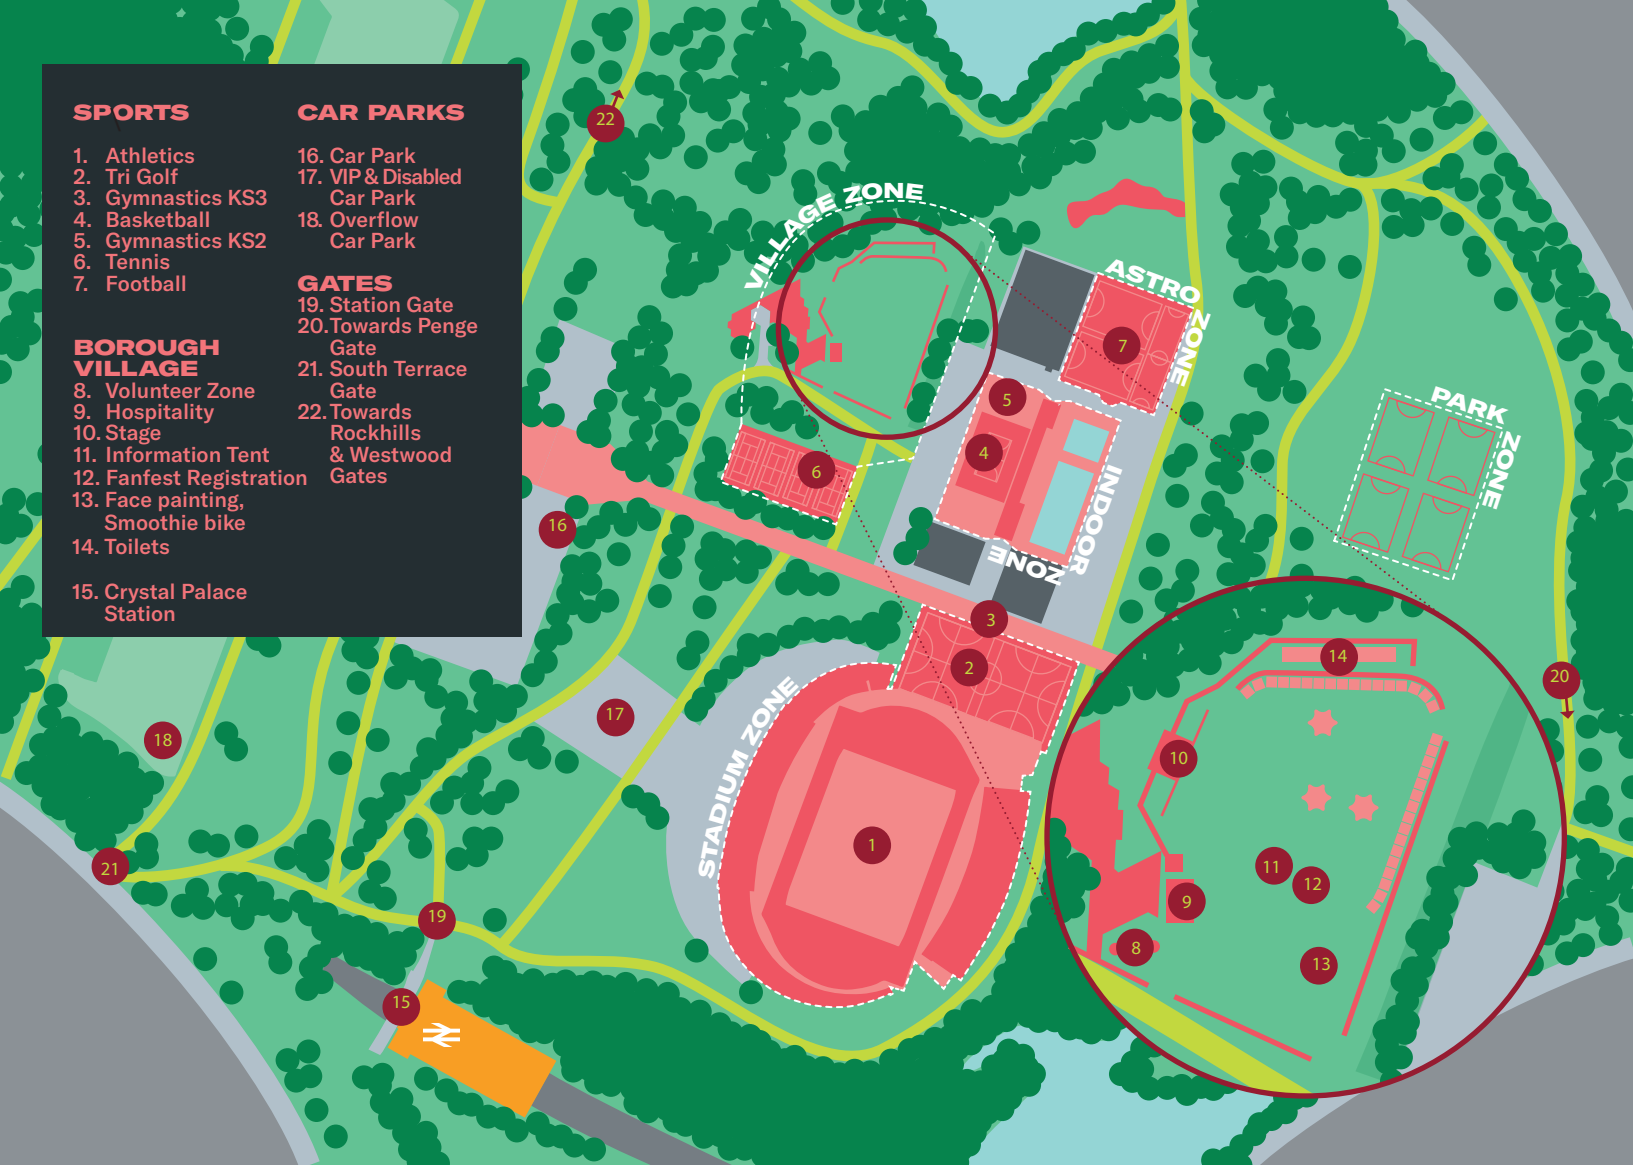 SPORTS
1. Athletics
2. Tri Golf
3. Gymnastics KS3
4. Basketball
5. Gymnastics KS2
6. Tennis
7. Football
BOROUGH
VILLAGE
8. Volunteer Zone
9. Hospitality
10. Stage
11. Information Tent
12. Fanfest Registration
13. Face painting,
Smoothie bike
14. Toilets
15. Crystal Palace
Station
CAR PARKS
16. Car Park
17. VIP & Disabled
Car Park
18. Overflow
Car Park
GATES
19. Station Gate
20. Towards Penge
Gate
21. South Terrace
Gate
22. Towards
Rockhills
& Westwood
Gates
22
VILLAGE ZONE
ASTRO
ZONE
7
5
4
6
PARK
ZONE
INDOOR
ZONE
16
3
2
17
18
STADIUM ZONE
1
14
20
10
11
12
9
8
13
21
19
15